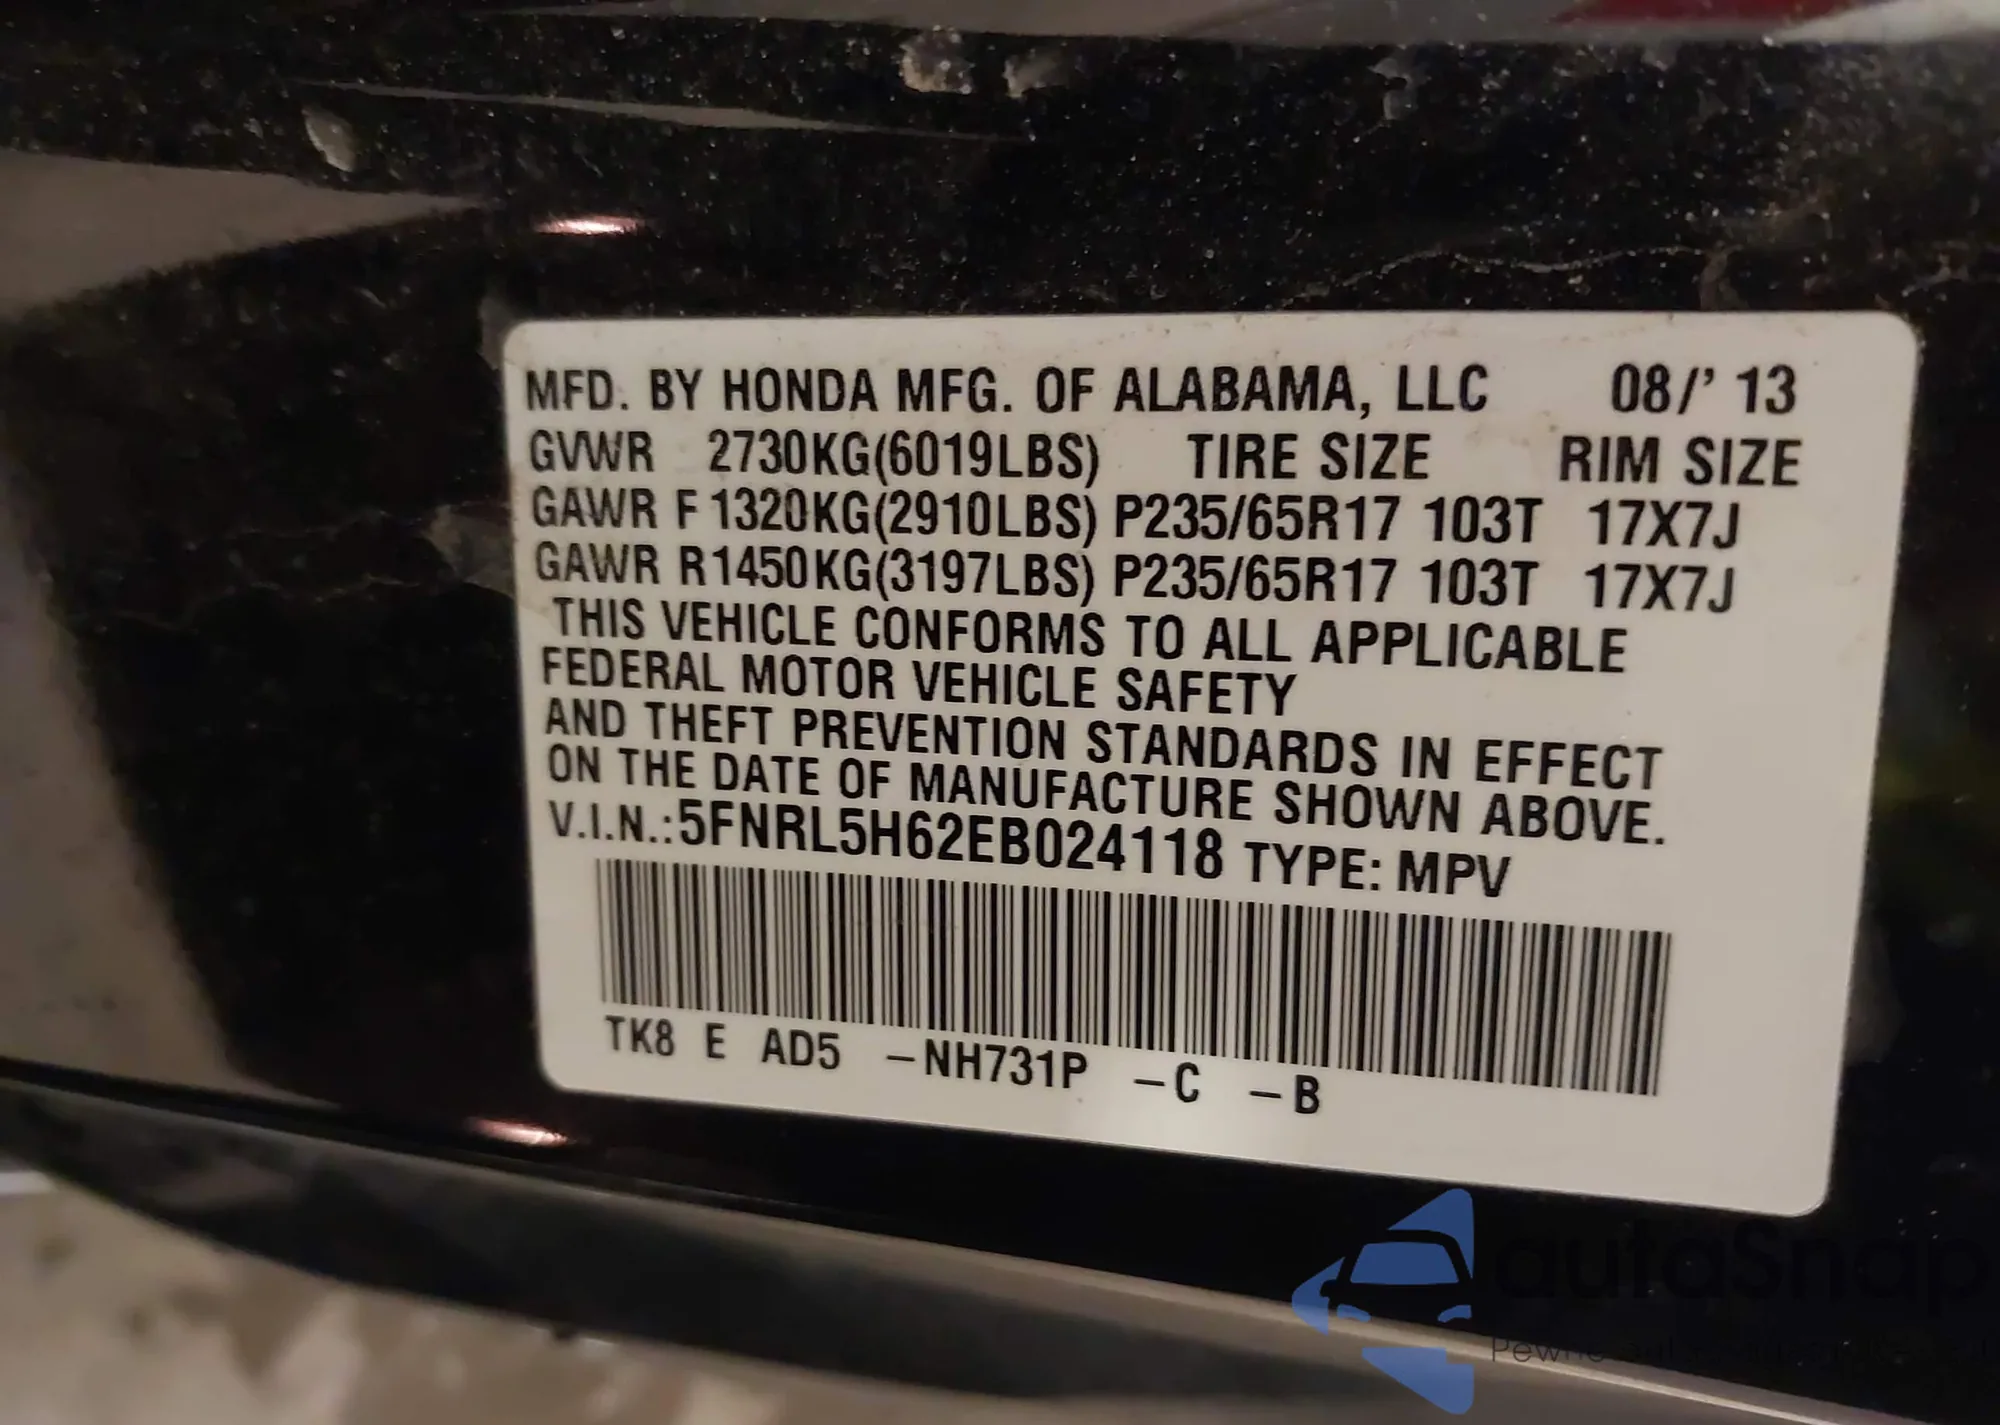 MFD. BY HONDA MFG. OF ALABAMA, LLC 08/' 13
GVWR 2730KG(6019LBS) TIRE SIZE RIM SIZE
GAWR F 1320KG(2910LBS) P235/65R17 103T 17X7J
GAWR R1450KG(3197LBS) P235/65R17 103T 17X7J
THIS VEHICLE CONFORMS TO ALL APPLICABLE
FEDERAL MOTOR VEHICLE SAFETY
AND THEFT PREVENTION STANDARDS IN EFFECT
ON THE DATE OF MANUFACTURE SHOWN ABOVE.
V.I.N.:5FNRL5H62EB024118 TYPE: MPV
TK8 E AD5 -NH731P -C -B
autaSnap